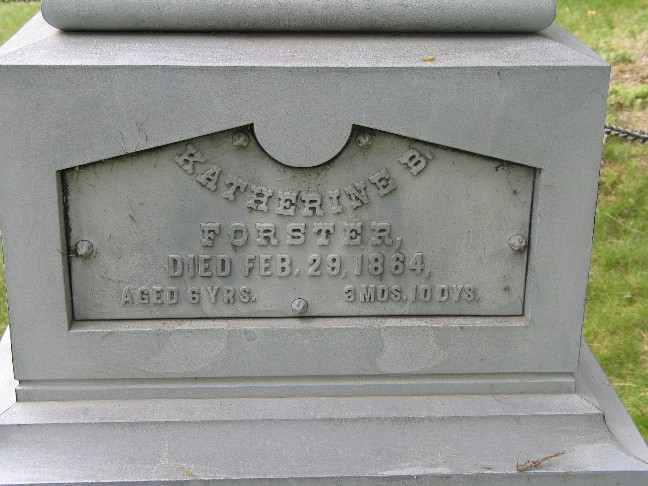 KATHERINE B.
FORSTER,
DIED FEB. 29, 1864,
AGED 6 YRS. 3 MOS. 10 DYS.